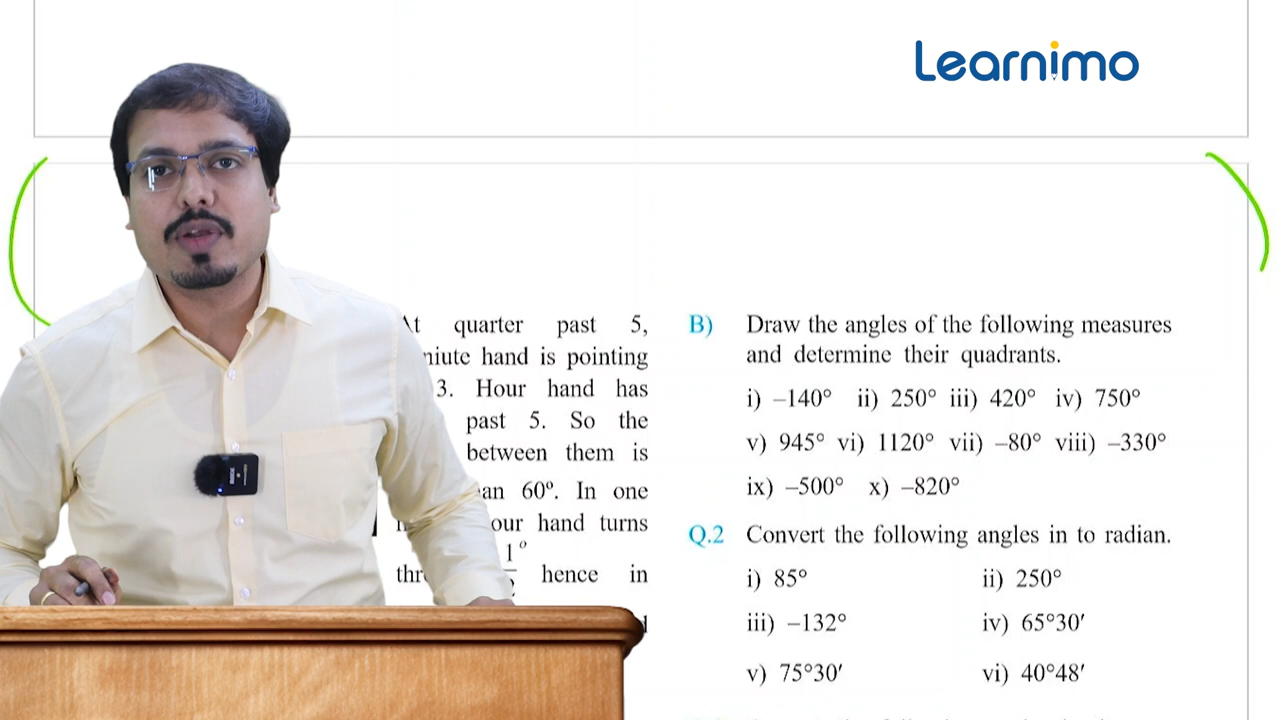 Learnimo
At quarter past 5,
hand is pointing
3. Hour hand has
past 5. So the
between them is
60°. In one
hand turns
1°
hence in
B) Draw the angles of the following measures
and determine their quadrants.
i) –140° ii) 250° iii) 420° iv) 750°
v) 945° vi) 1120° vii) –80° viii) –330°
ix) –500° x) –820°
Q.2 Convert the following angles in to radian.
i) 85° ii) 250°
iii) –132° iv) 65°30′
v) 75°30′ vi) 40°48′